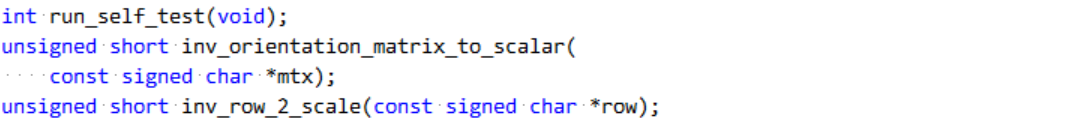 int run_self_test(void);
unsigned short inv_orientation_matrix_to_scalar(
    const signed char *mtx);
unsigned short inv_row_2_scale(const signed char *row);